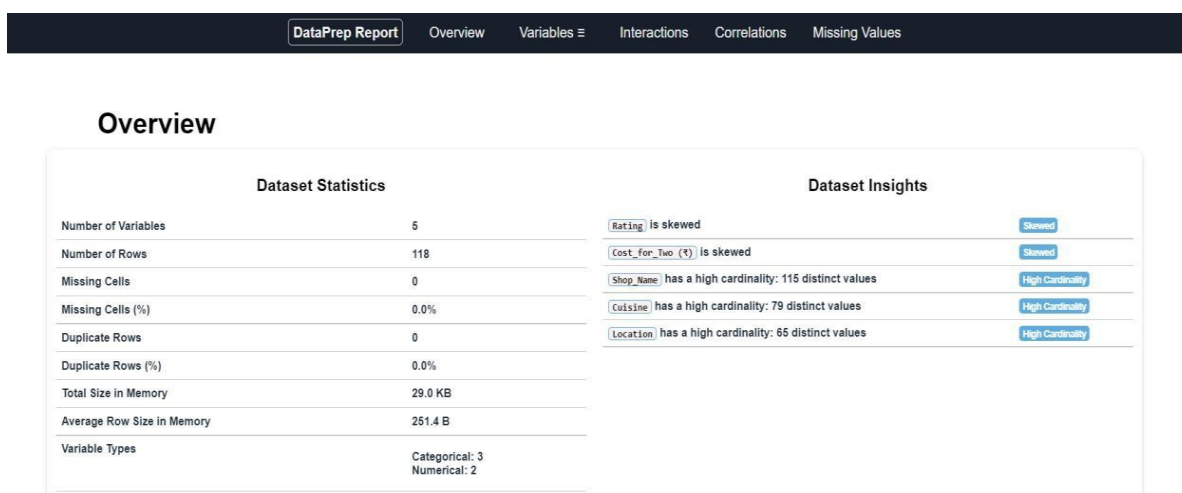 DataPrep Report Overview Variables ≡ Interactions Correlations Missing Values
Overview
Dataset Statistics
Number of Variables 5
Number of Rows 118
Missing Cells 0
Missing Cells (%) 0.0%
Duplicate Rows 0
Duplicate Rows (%) 0.0%
Total Size in Memory 29.0 KB
Average Row Size in Memory 251.4 B
Variable Types
Categorical: 3
Numerical: 2
Dataset Insights
Rating is skewed Skewed
Cost_for_Two (₹) is skewed Skewed
Shop_Name has a high cardinality: 115 distinct values High Cardinality
Cuisine has a high cardinality: 79 distinct values High Cardinality
Location has a high cardinality: 65 distinct values High Cardinality